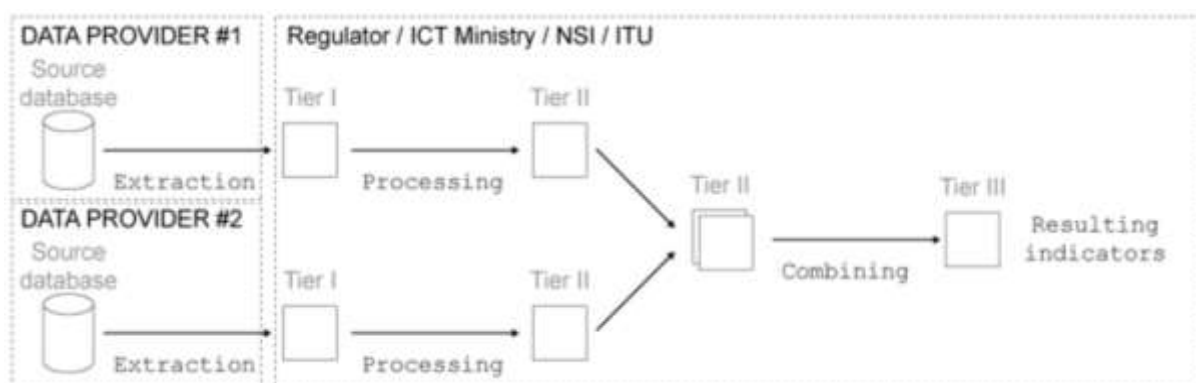 DATA PROVIDER #1
Regulator / ICT Ministry / NSI / ITU
Source
database
Tier I
Tier II
Extraction
Processing
Tier II
Tier III
Resulting
indicators
Combining
DATA PROVIDER #2
Source
database
Tier I
Tier II
Extraction
Processing